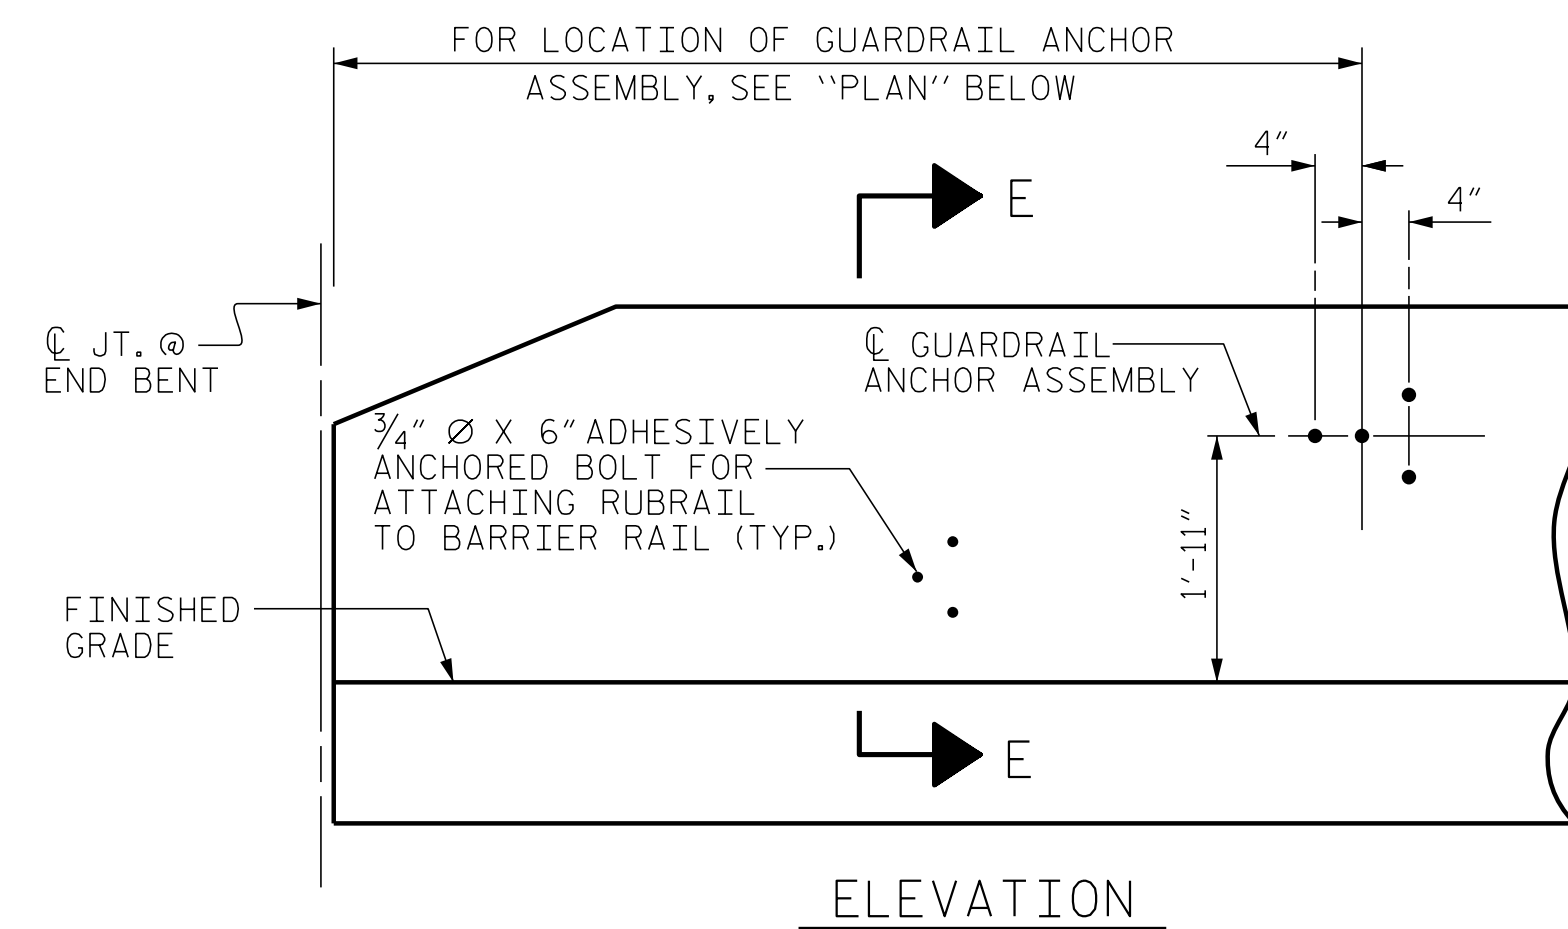 FOR LOCATION OF GUARDRAIL ANCHOR
ASSEMBLY, SEE "PLAN" BELOW
4"
4"
E
℄ JT. @
END BENT
℄ GUARDRAIL
ANCHOR ASSEMBLY
3/4" Ø X 6" ADHESIVELY
ANCHORED BOLT FOR
ATTACHING RUBRAIL
TO BARRIER RAIL (TYP.)
1'-11"
FINISHED
GRADE
E
ELEVATION